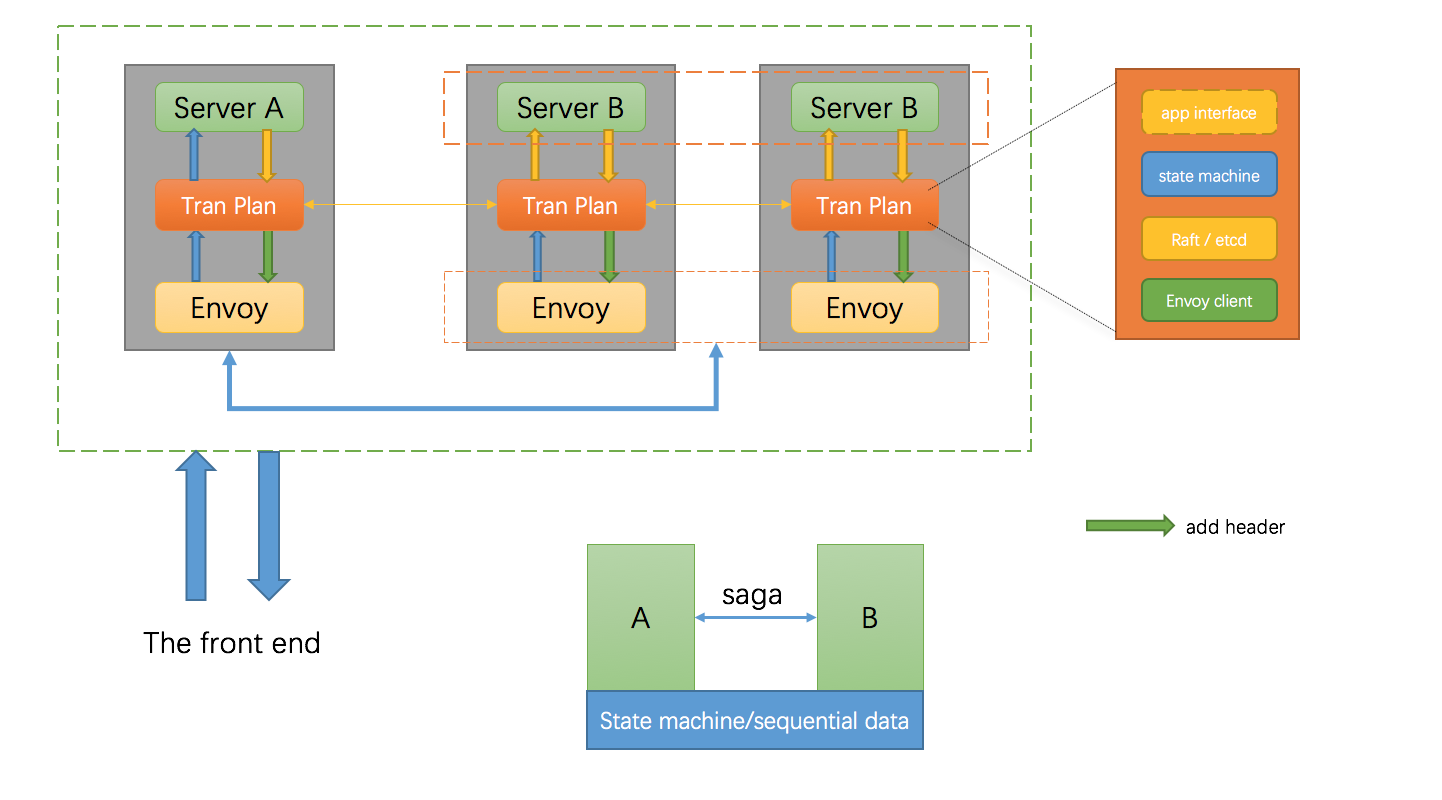 Server A
Tran Plan
Envoy
Server B
Tran Plan
Envoy
Server B
Tran Plan
Envoy
app interface
state machine
Raft / etcd
Envoy client
add header
The front end
A
saga
B
State machine/sequential data